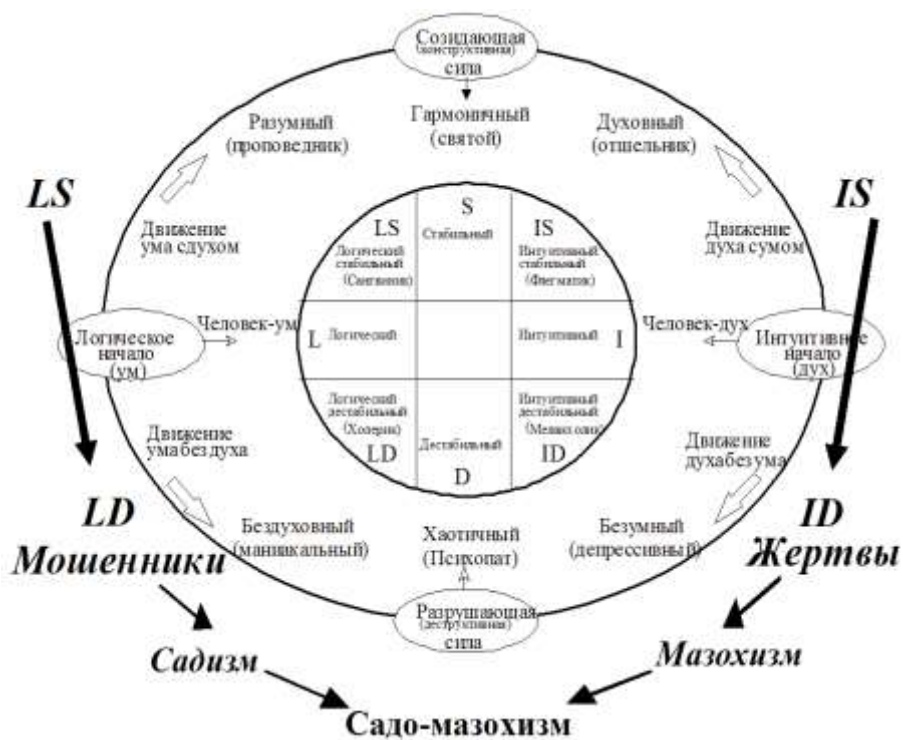 Созидающая
(конструктивная)
сила
Гармоничный
(святой)
Разумный
(проповедник)
Духовный
(отшельник)
LS
IS
Движение
ума сдухом
Движение
духа сумом
LS
Логический
стабильный
(Сангвиник)
S
Стабильный
IS
Интуитивный
стабильный
(Флегматик)
Логическое
начало
(ум)
Человек-ум
L
Логический
Интуитивный
I
Человек-дух
Интуитивное
начало
(дух)
Логический
дестабильный
(Холерик)
LD
Дестабильный
D
Интуитивный
дестабильный
(Меланхолик)
ID
Движение
ума без духа
Движение
духабез ума
LD
Мошенники
ID
Жертвы
Бездуховный
(маниакальный)
Хаотичный
(Психопат)
Безумный
(депрессивный)
Разрушающая
(деструктивная)
сила
Садизм
Мазохизм
Садо-мазохизм